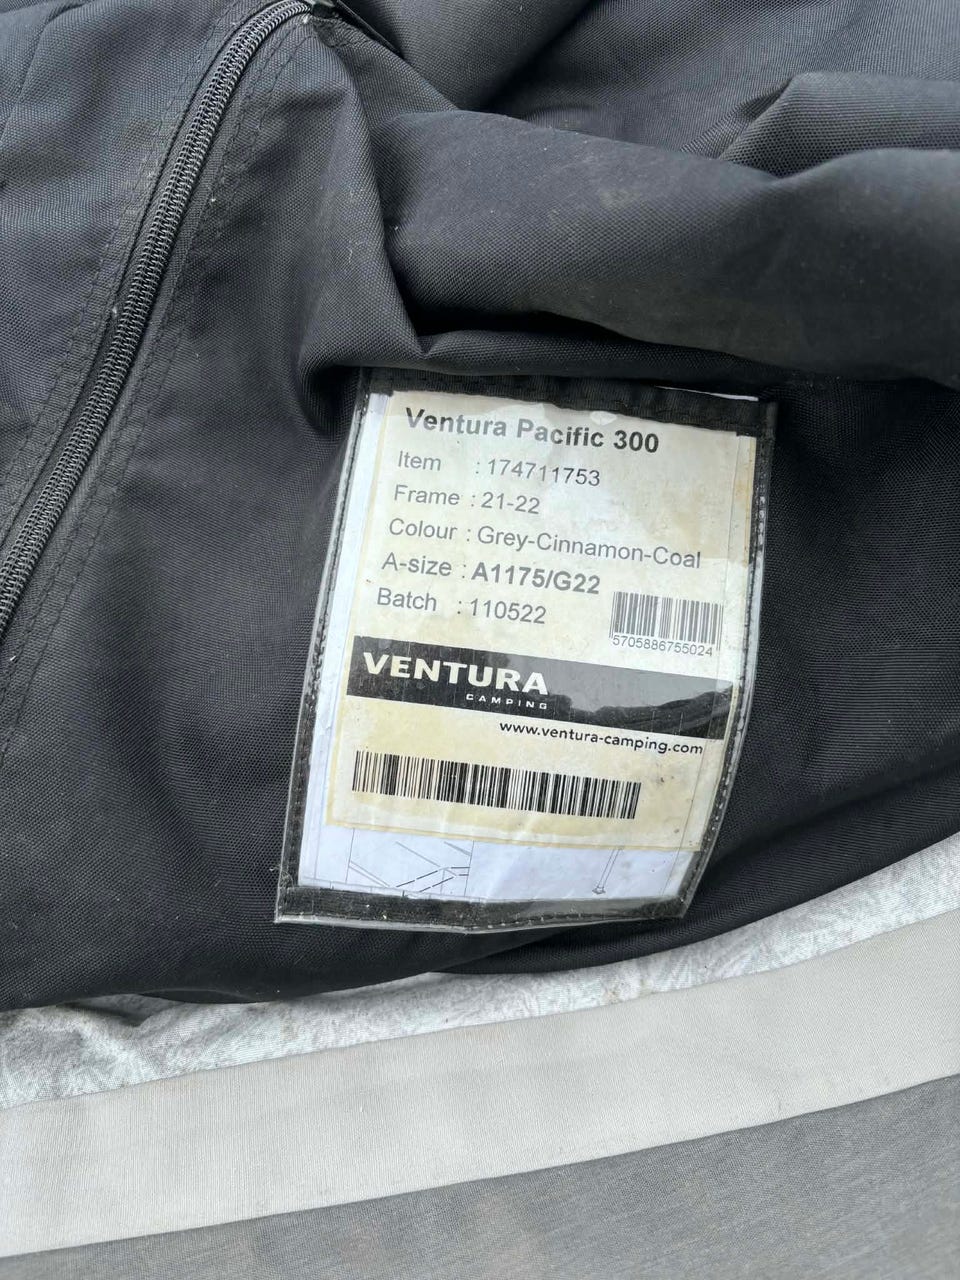 Ventura Pacific 300
Item : 174711753
Frame : 21-22
Colour : Grey-Cinnamon-Coal
A-size : A1175/G22
Batch : 110522
5705886755024
VENTURA
CAMPING
www.ventura-camping.com